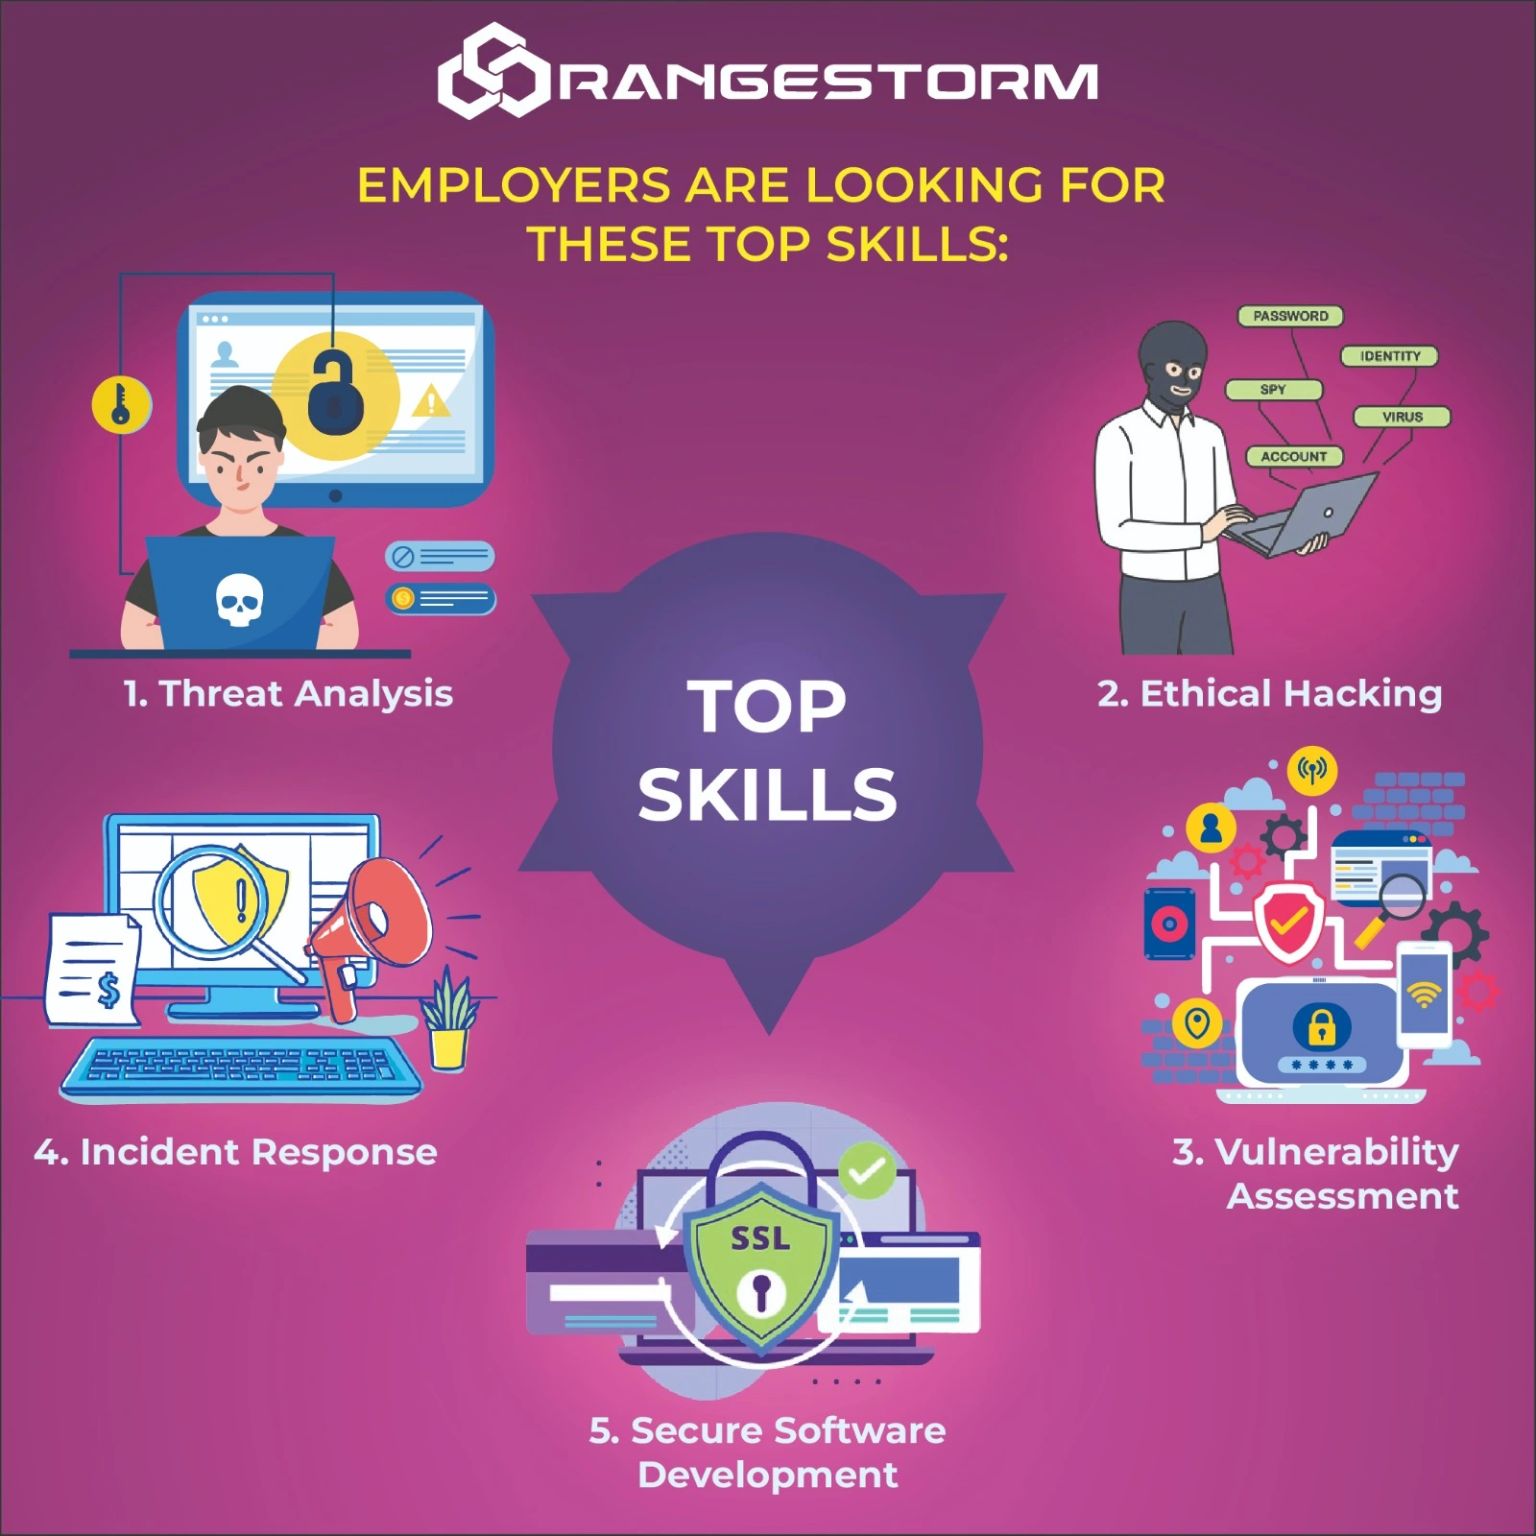 ORANGESTORM
EMPLOYERS ARE LOOKING FOR
THESE TOP SKILLS:
PASSWORD
IDENTITY
SPY
VIRUS
ACCOUNT
1. Threat Analysis
2. Ethical Hacking
TOP
SKILLS
4. Incident Response
3. Vulnerability
Assessment
SSL
5. Secure Software
Development